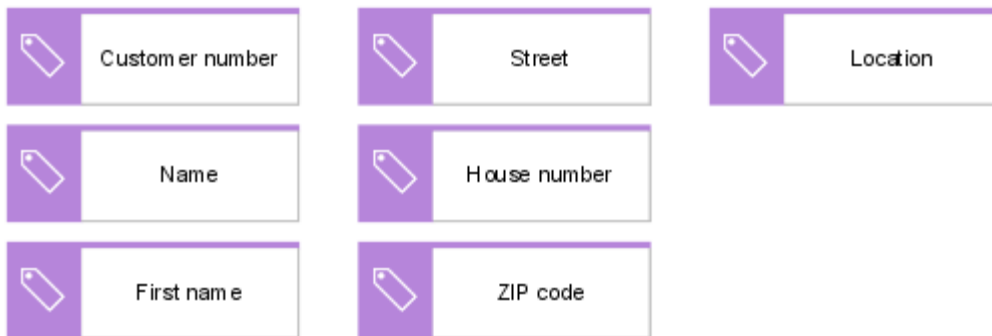 Customer number
Street
Location
Name
House number
First name
ZIP code